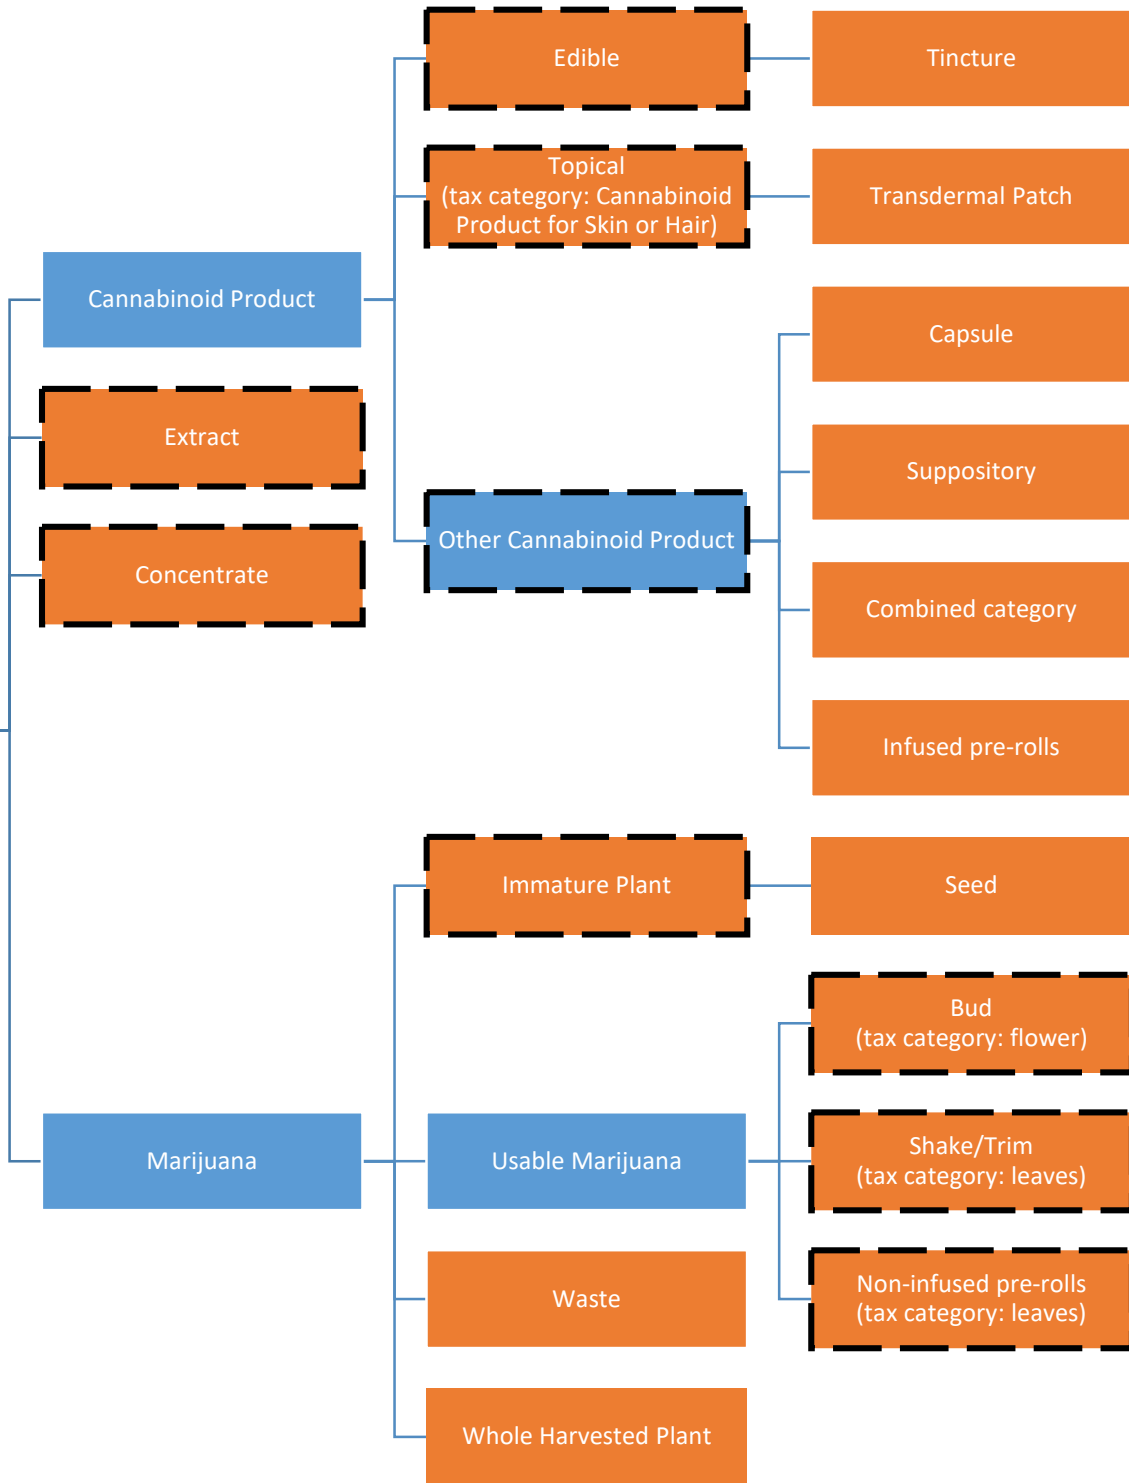 Edible
Tincture
Topical
(tax category: Cannabinoid
Product for Skin or Hair)
Transdermal Patch
Cannabinoid Product
Capsule
Extract
Suppository
Other Cannabinoid Product
Concentrate
Combined category
Infused pre-rolls
Immature Plant
Seed
Bud
(tax category: flower)
Marijuana
Usable Marijuana
Shake/Trim
(tax category: leaves)
Waste
Non-infused pre-rolls
(tax category: leaves)
Whole Harvested Plant